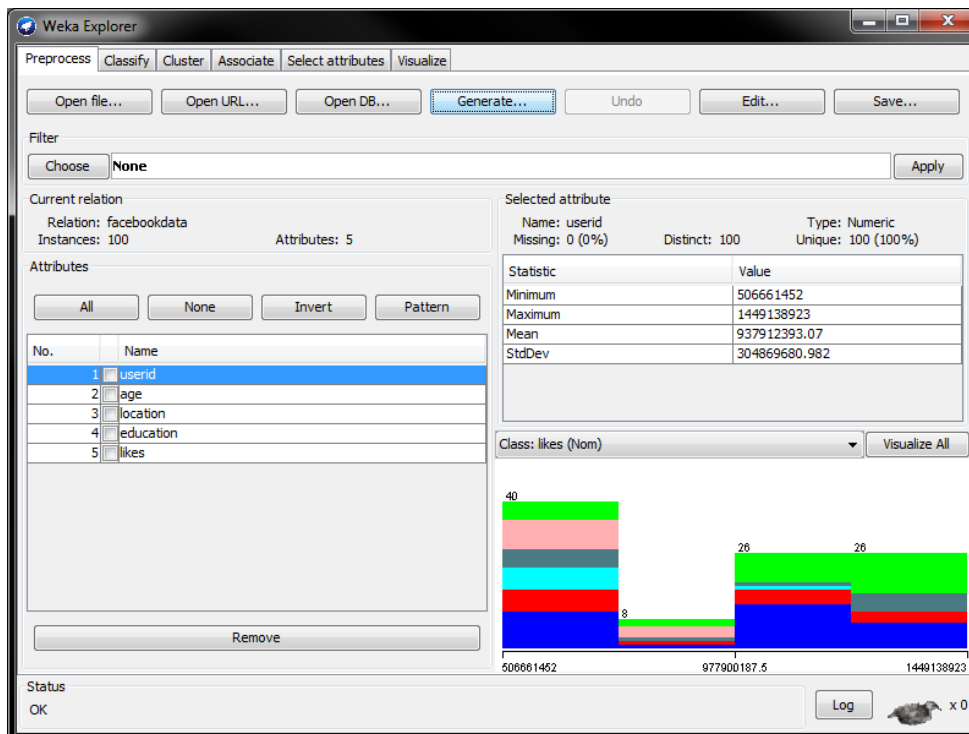 Weka Explorer
Preprocess Classify Cluster Associate Select attributes Visualize
Open file... Open URL... Open DB... Generate... Undo Edit... Save...
Filter
Choose None Apply
Current relation
Relation: facebookdata
Instances: 100 Attributes: 5
Attributes
All None Invert Pattern
No. Name
1 userid
2 age
3 location
4 education
5 likes
Remove
Selected attribute
Name: userid Type: Numeric
Missing: 0 (0%) Distinct: 100 Unique: 100 (100%)
Statistic Value
Minimum 506661452
Maximum 1449138923
Mean 937912393.07
StdDev 304869680.982
Class: likes (Nom) Visualize All
40
8
26
26
506661452 977900187.5 1449138923
Status
OK
Log x 0